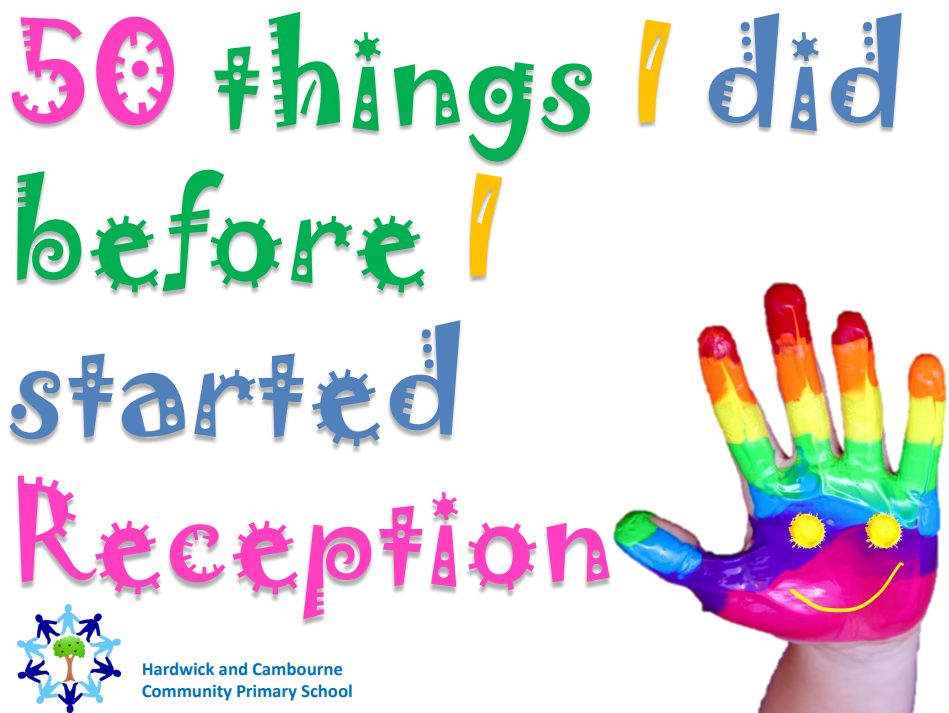 50 things I did
before I
started
Reception
Hardwick and Cambourne
Community Primary School